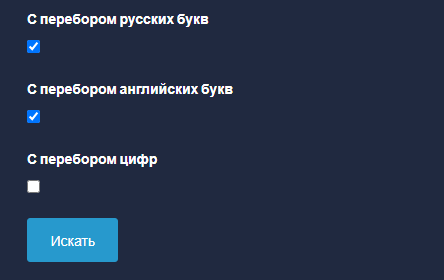 С перебором русских букв
С перебором английских букв
С перебором цифр
Искать